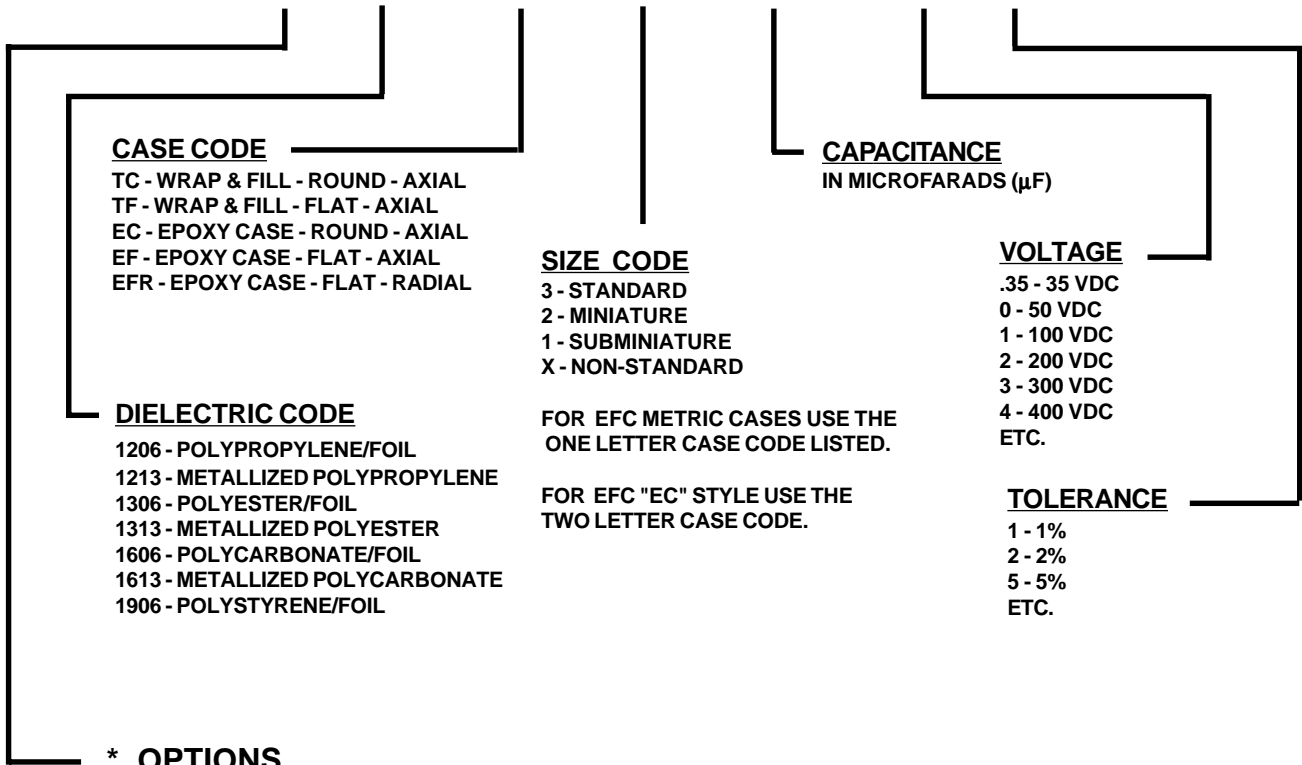 CASE CODE
TC - WRAP & FILL - ROUND - AXIAL
TF - WRAP & FILL - FLAT - AXIAL
EC - EPOXY CASE - ROUND - AXIAL
EF - EPOXY CASE - FLAT - AXIAL
EFR - EPOXY CASE - FLAT - RADIAL
DIELECTRIC CODE
1206 - POLYPROPYLENE/FOIL
1213 - METALLIZED POLYPROPYLENE
1306 - POLYESTER/FOIL
1313 - METALLIZED POLYESTER
1606 - POLYCARBONATE/FOIL
1613 - METALLIZED POLYCARBONATE
1906 - POLYSTYRENE/FOIL
SIZE CODE
3 - STANDARD
2 - MINIATURE
1 - SUBMINIATURE
X - NON-STANDARD
FOR EFC METRIC CASES USE THE
ONE LETTER CASE CODE LISTED.
FOR EFC "EC" STYLE USE THE
TWO LETTER CASE CODE.
CAPACITANCE
IN MICROFARADS (µF)
VOLTAGE
.35 - 35 VDC
0 - 50 VDC
1 - 100 VDC
2 - 200 VDC
3 - 300 VDC
4 - 400 VDC
ETC.
TOLERANCE
1 - 1%
2 - 2%
5 - 5%
ETC.
* OPTIONS